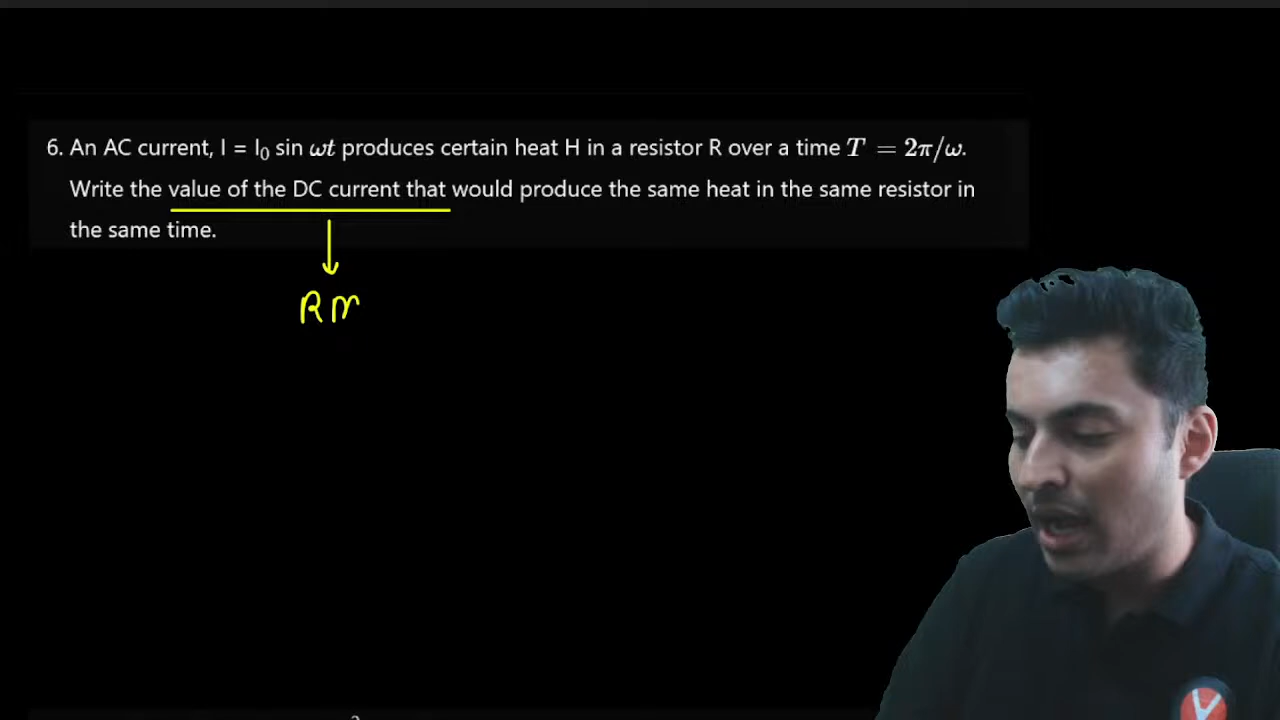 6. An AC current, I = I₀ sin ωt produces certain heat H in a resistor R over a time T = 2π/ω.
Write the value of the DC current that would produce the same heat in the same resistor in
the same time.
RM